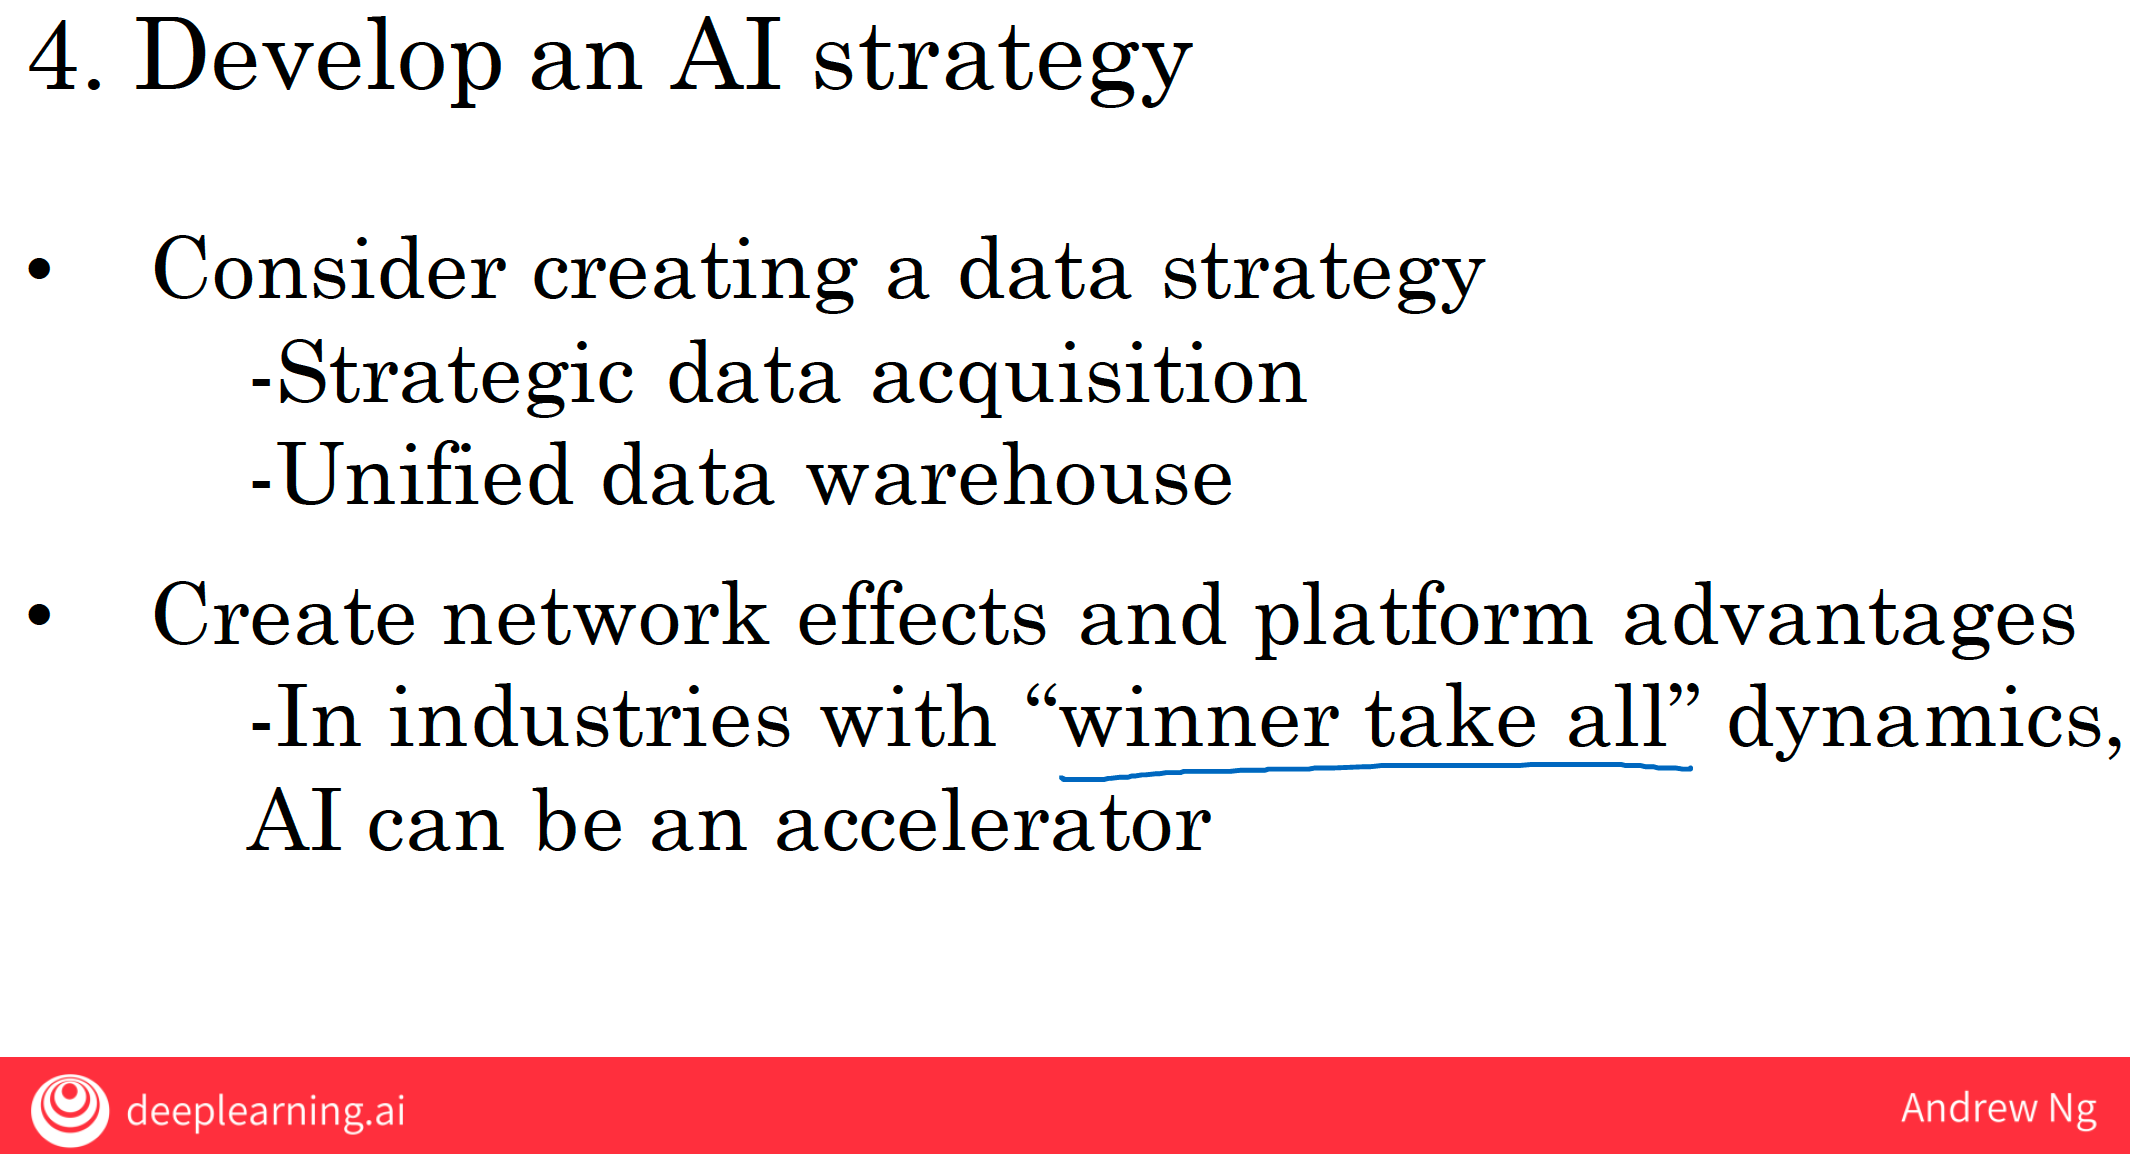 4. Develop an AI strategy
• Consider creating a data strategy
-Strategic data acquisition
-Unified data warehouse
• Create network effects and platform advantages
-In industries with “winner take all” dynamics,
AI can be an accelerator
deeplearning.ai
Andrew Ng